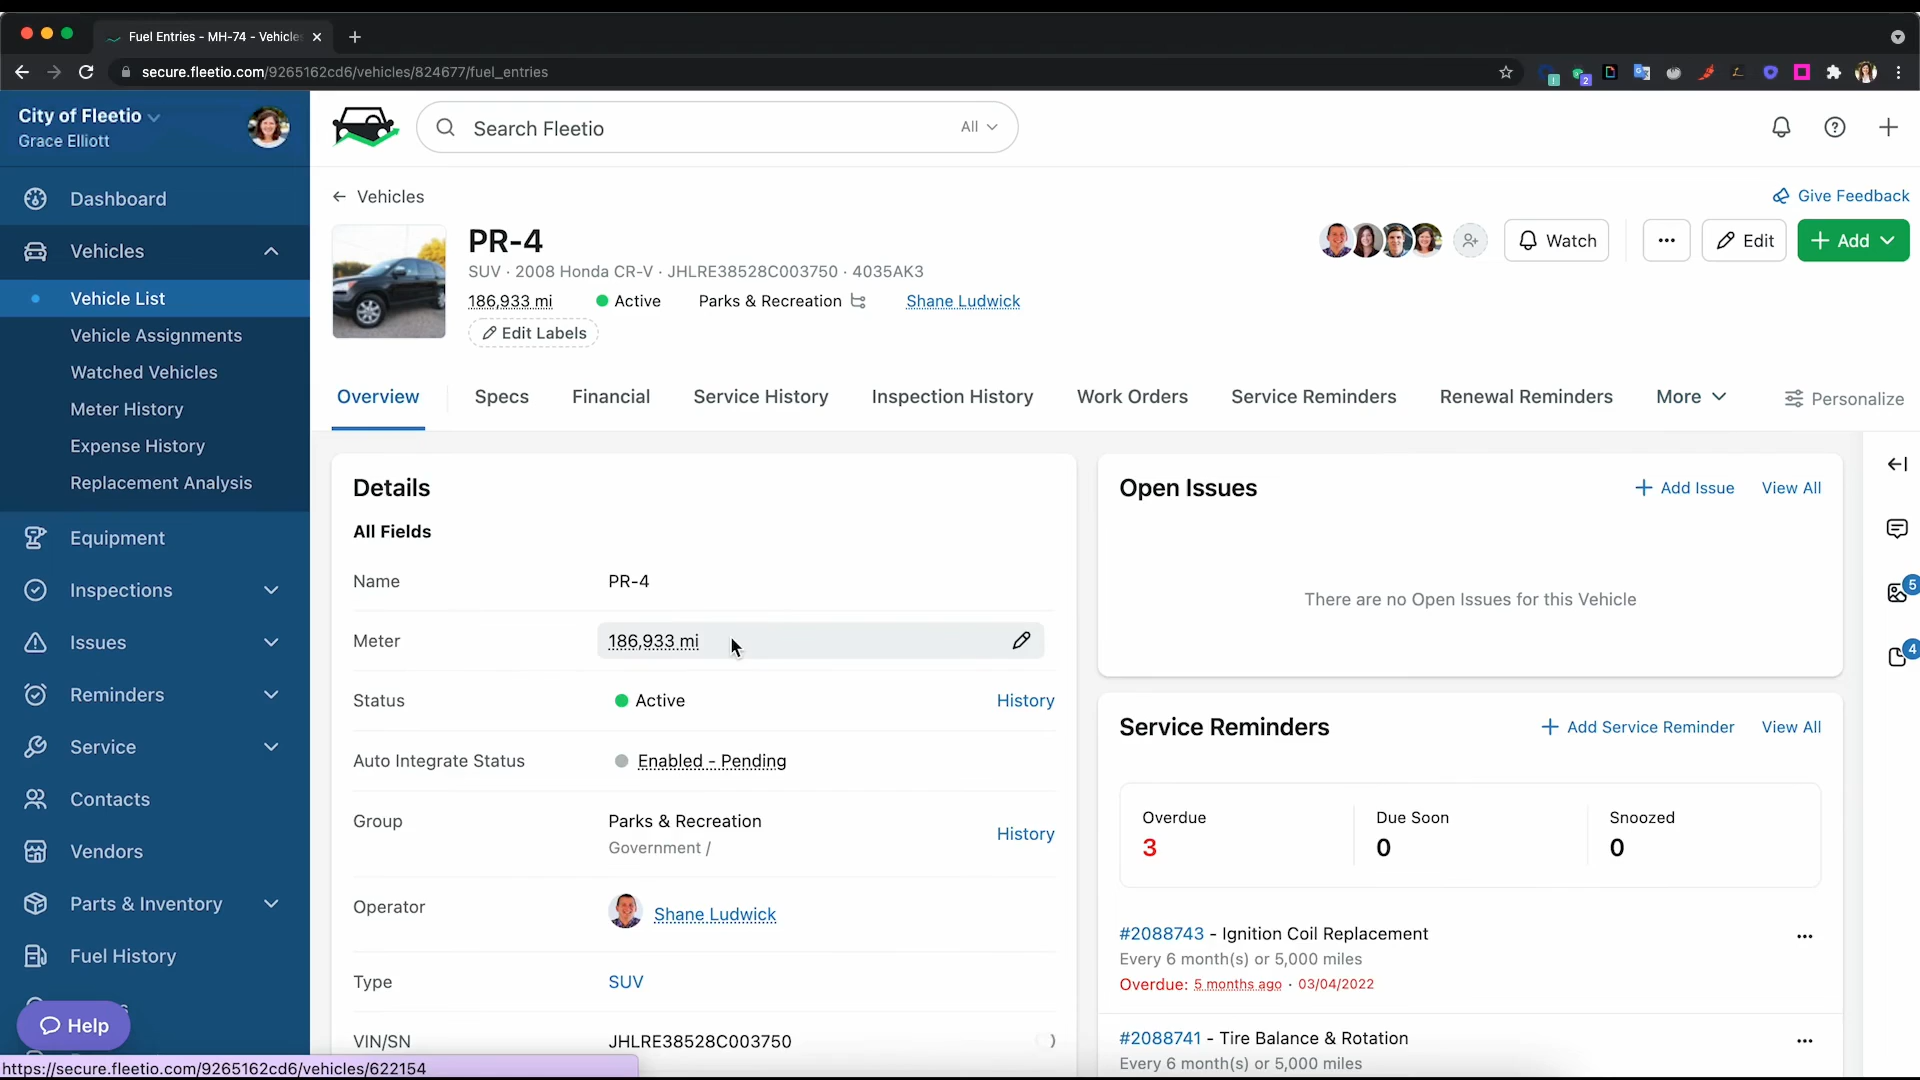 Fuel Entries - MH-74 - Vehicles
secure.fleetio.com/9265162cd6/vehicles/824677/fuel_entries
2
City of Fleetio
Grace Elliott
Search Fleetio
All
Dashboard
Vehicles
Vehicle List
Vehicle Assignments
Watched Vehicles
Meter History
Expense History
Replacement Analysis
Equipment
Inspections
Issues
Reminders
Service
Contacts
Vendors
Parts & Inventory
Fuel History
Help
https://secure.fleetio.com/9265162cd6/vehicles/622154
Vehicles
Give Feedback
PR-4
SUV · 2008 Honda CR-V · JHLRE38528C003750 · 4035AK3
186,933 mi Active Parks & Recreation Shane Ludwick
Edit Labels
Watch
Edit
Add
Overview Specs Financial Service History Inspection History Work Orders Service Reminders Renewal Reminders More Personalize
Details
All Fields
Name PR-4
Meter 186,933 mi
Status Active History
Auto Integrate Status Enabled - Pending
Group Parks & Recreation History
Government /
Operator Shane Ludwick
Type SUV
VIN/SN JHLRE38528C003750
Open Issues Add Issue View All
There are no Open Issues for this Vehicle
Service Reminders Add Service Reminder View All
Overdue Due Soon Snoozed
3 0 0
#2088743 - Ignition Coil Replacement
Every 6 month(s) or 5,000 miles
Overdue: 5 months ago · 03/04/2022
#2088741 - Tire Balance & Rotation
Every 6 month(s) or 5,000 miles
5
4